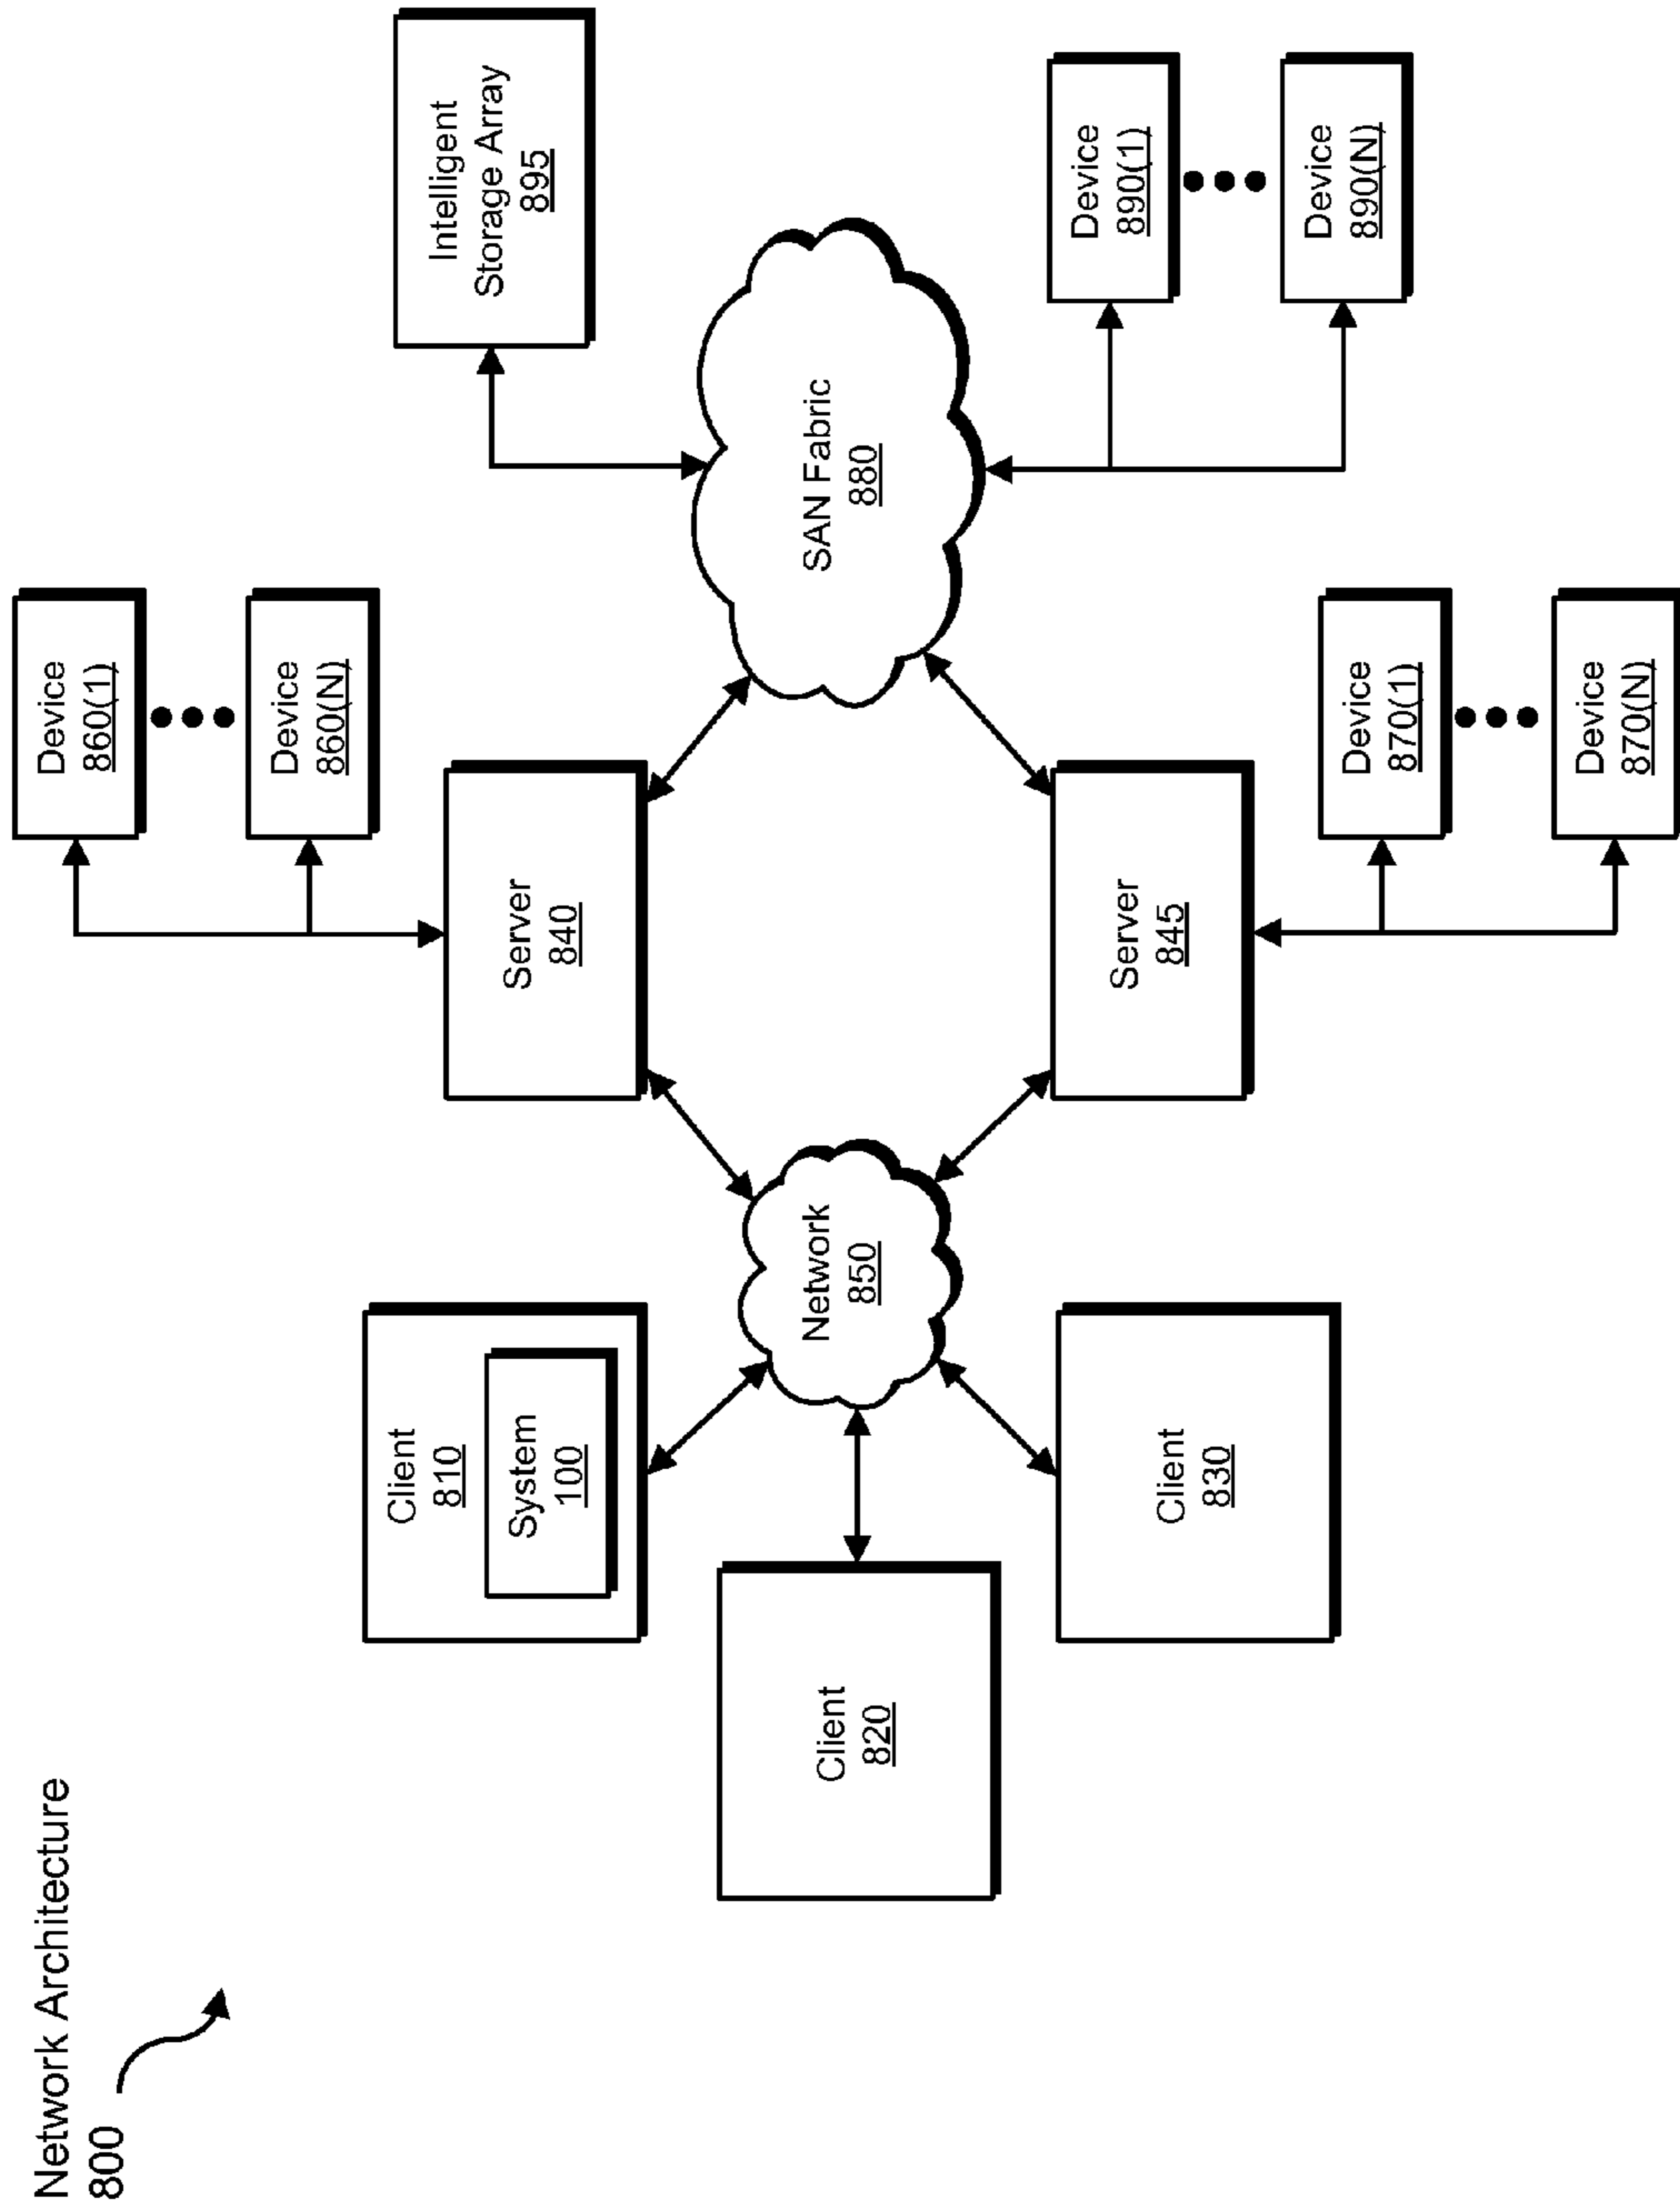 Network Architecture
800
Client
810
System
100
Client
820
Client
830
Network
850
Server
840
Server
845
Device
860(1)
Device
860(N)
Device
870(1)
Device
870(N)
SAN Fabric
880
Intelligent
Storage Array
895
Device
890(1)
Device
890(N)